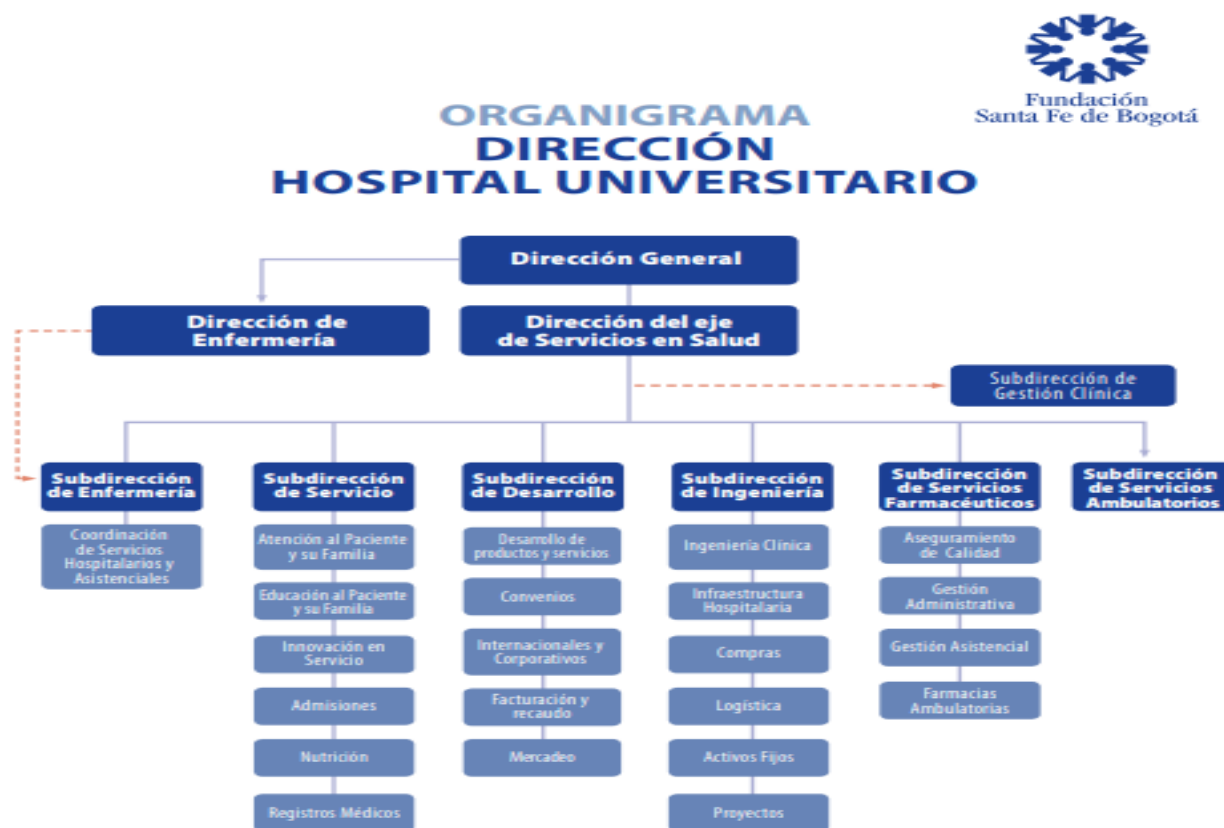 Fundación
Santa Fe de Bogotá
ORGANIGRAMA
DIRECCIÓN
HOSPITAL UNIVERSITARIO
Dirección General
Dirección de
Enfermería
Dirección del eje
de Servicios en Salud
Subdirección de
Gestión Clínica
Subdirección
de Enfermería
Coordinación
de Servicios
Hospitalarios y
Asistenciales
Subdirección
de Servicio
Atención al Paciente
y su Familia
Educación al Paciente
y su Familia
Innovación en
Servicio
Admisiones
Nutrición
Registros Médicos
Subdirección
de Desarrollo
Desarrollo de
productos y servicios
Convenios
Internacionales y
Corporativos
Facturación y
recaudo
Mercadeo
Subdirección
de Ingeniería
Ingeniería Clínica
Infraestructura
Hospitalaria
Compras
Logística
Activos Fijos
Proyectos
Subdirección
de Servicios
Farmacéuticos
Aseguramiento
de Calidad
Gestión
Administrativa
Gestión Asistencial
Farmacias
Ambulatorias
Subdirección
de Servicios
Ambulatorios